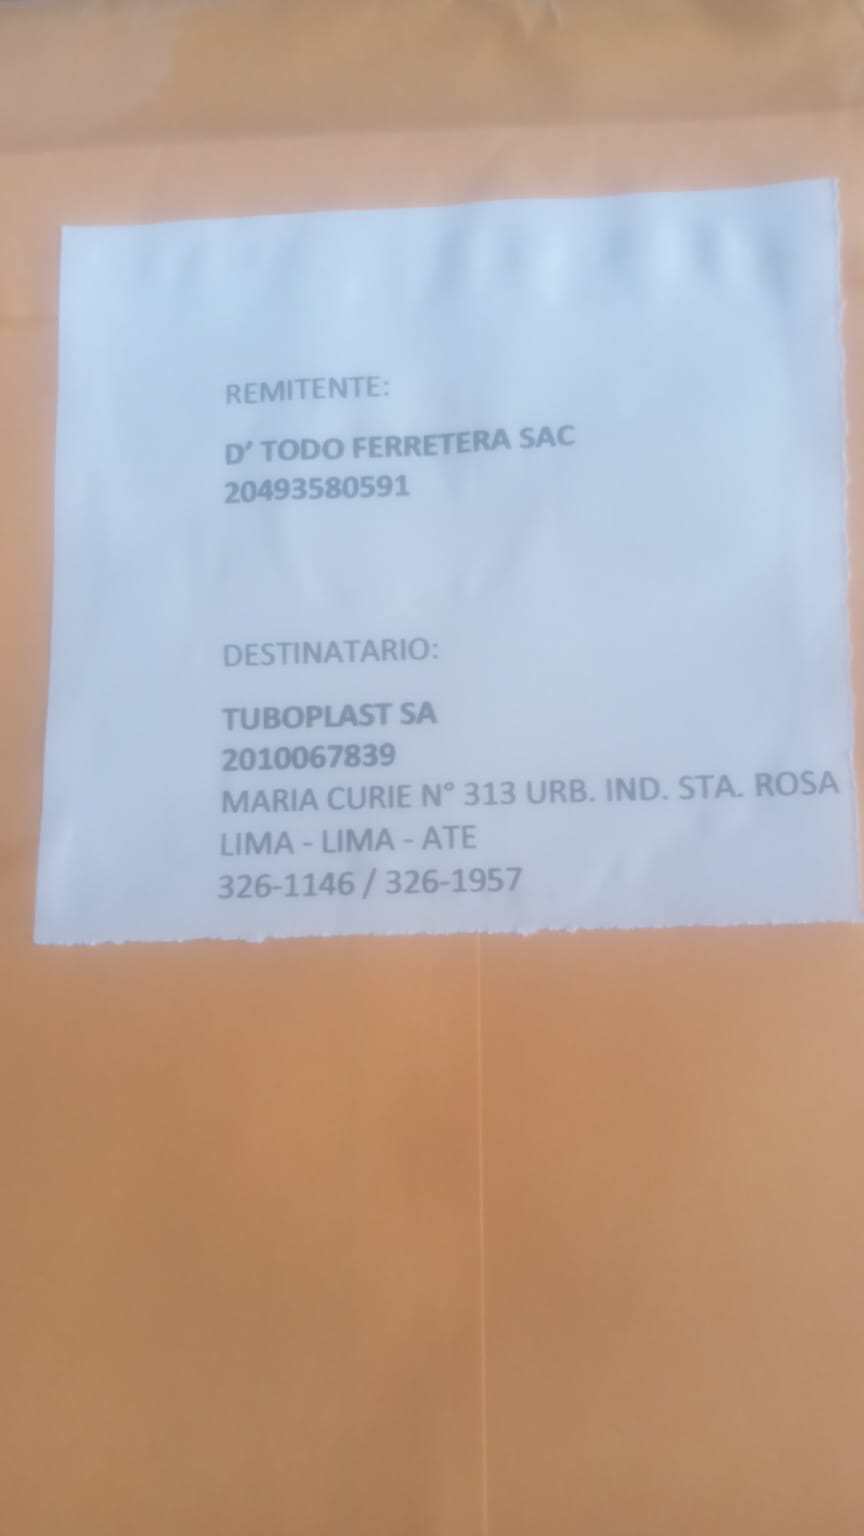 REMITENTE:
D' TODO FERRETERA SAC
20493580591
DESTINATARIO:
TUBOPLAST SA
2010067839
MARIA CURIE N° 313 URB. IND. STA. ROSA
LIMA - LIMA - ATE
326-1146 / 326-1957